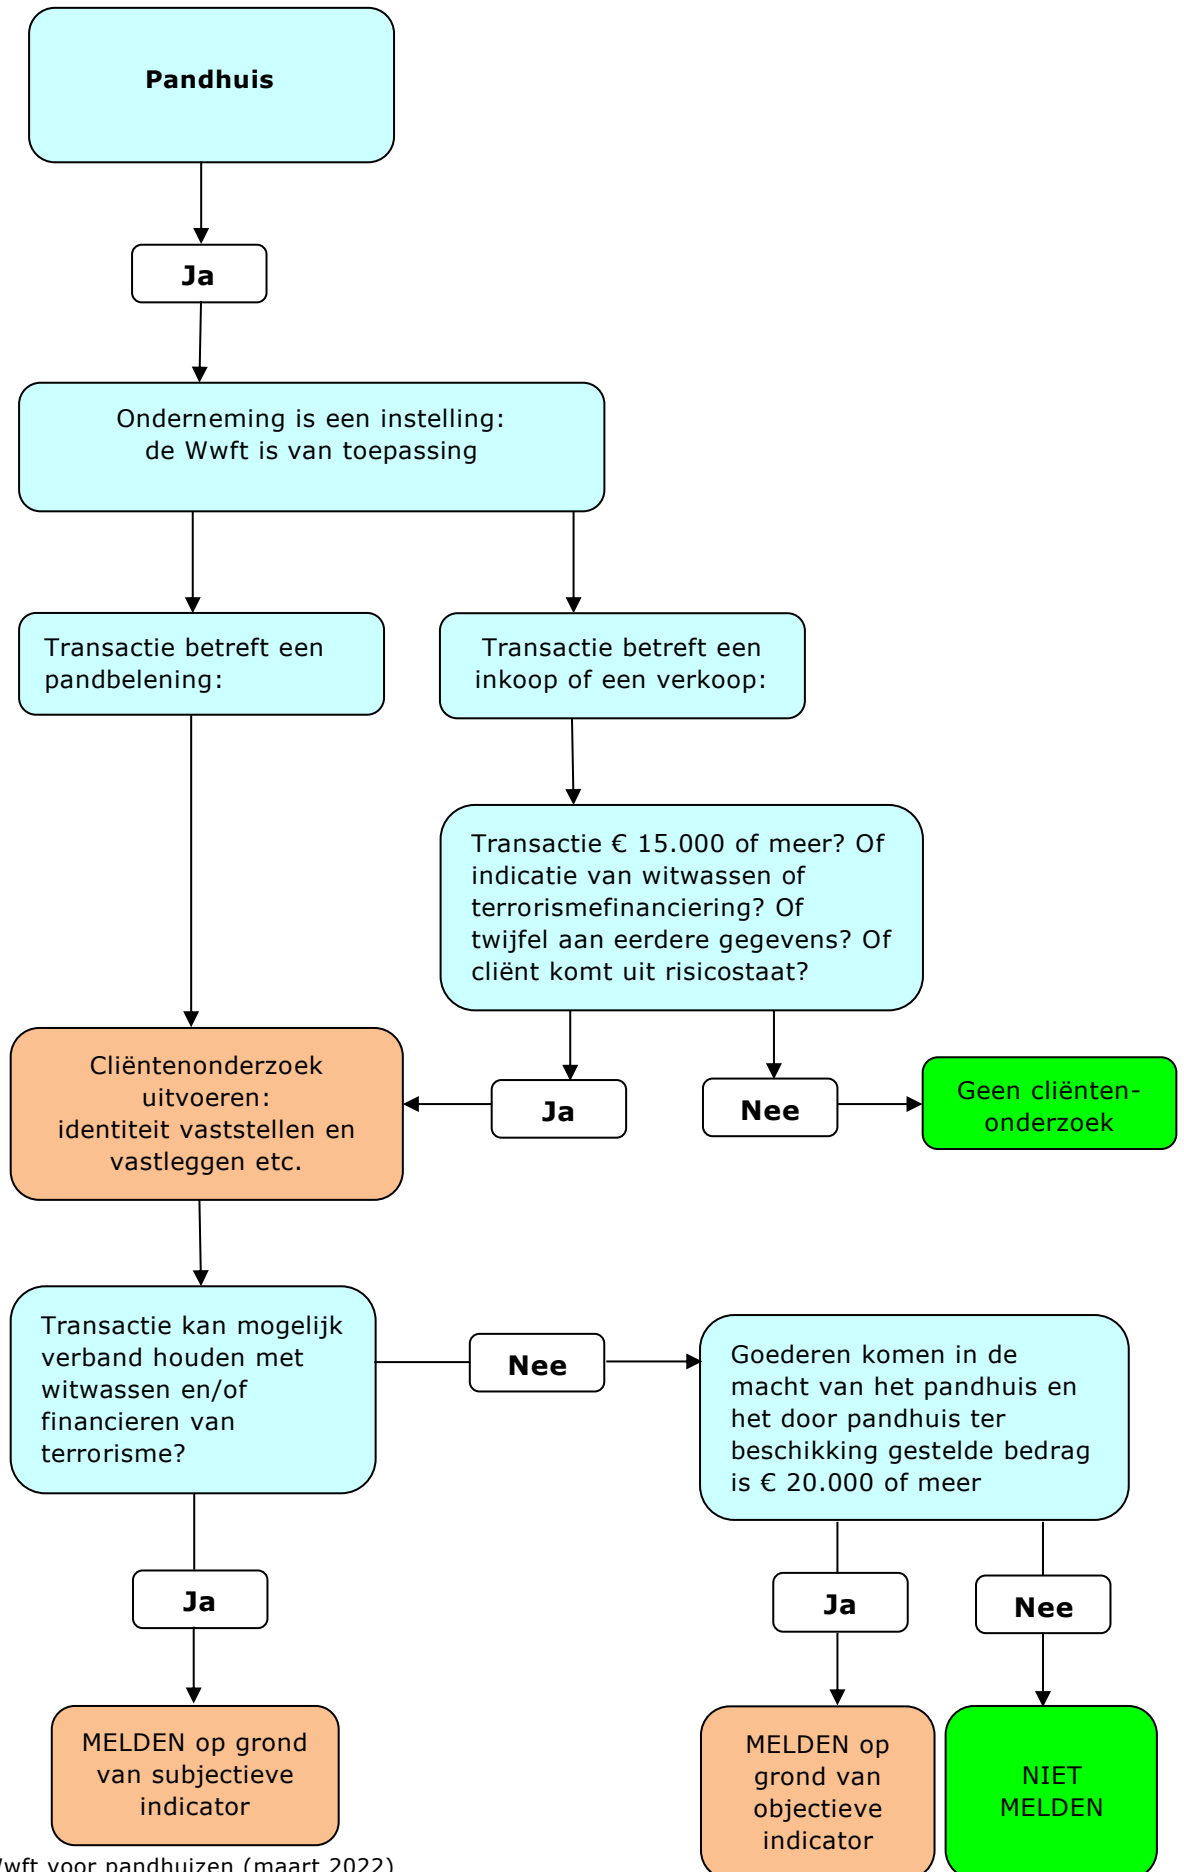 Pandhuis
Ja
Onderneming is een instelling:
de Wwft is van toepassing
Transactie betreft een
pandbelening:
Transactie betreft een
inkoop of een verkoop:
Transactie € 15.000 of meer? Of
indicatie van witwassen of
terrorismefinanciering? Of
twijfel aan eerdere gegevens? Of
cliënt komt uit risicostaat?
Cliëntenonderzoek
uitvoeren:
identiteit vaststellen en
vastleggen etc.
Ja
Nee
Geen cliënten-
onderzoek
Transactie kan mogelijk
verband houden met
witwassen en/of
financieren van
terrorisme?
Nee
Goederen komen in de
macht van het pandhuis en
het door pandhuis ter
beschikking gestelde bedrag
is € 20.000 of meer
Ja
Ja
Nee
MELDEN op grond
van subjectieve
indicator
MELDEN op
grond van
objectieve
indicator
NIET
MELDEN
Wwft voor pandhuizen (maart 2022)